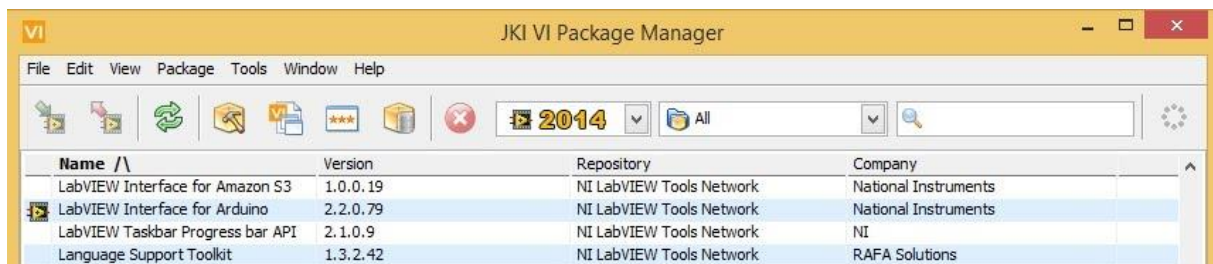 VI JKI VI Package Manager
File Edit View Package Tools Window Help
VI *** 2014 All
Name /\ Version Repository Company
LabVIEW Interface for Amazon S3 1.0.0.19 NI LabVIEW Tools Network National Instruments
LabVIEW Interface for Arduino 2.2.0.79 NI LabVIEW Tools Network National Instruments
LabVIEW Taskbar Progress bar API 2.1.0.9 NI LabVIEW Tools Network NI
Language Support Toolkit 1.3.2.42 NI LabVIEW Tools Network RAFA Solutions